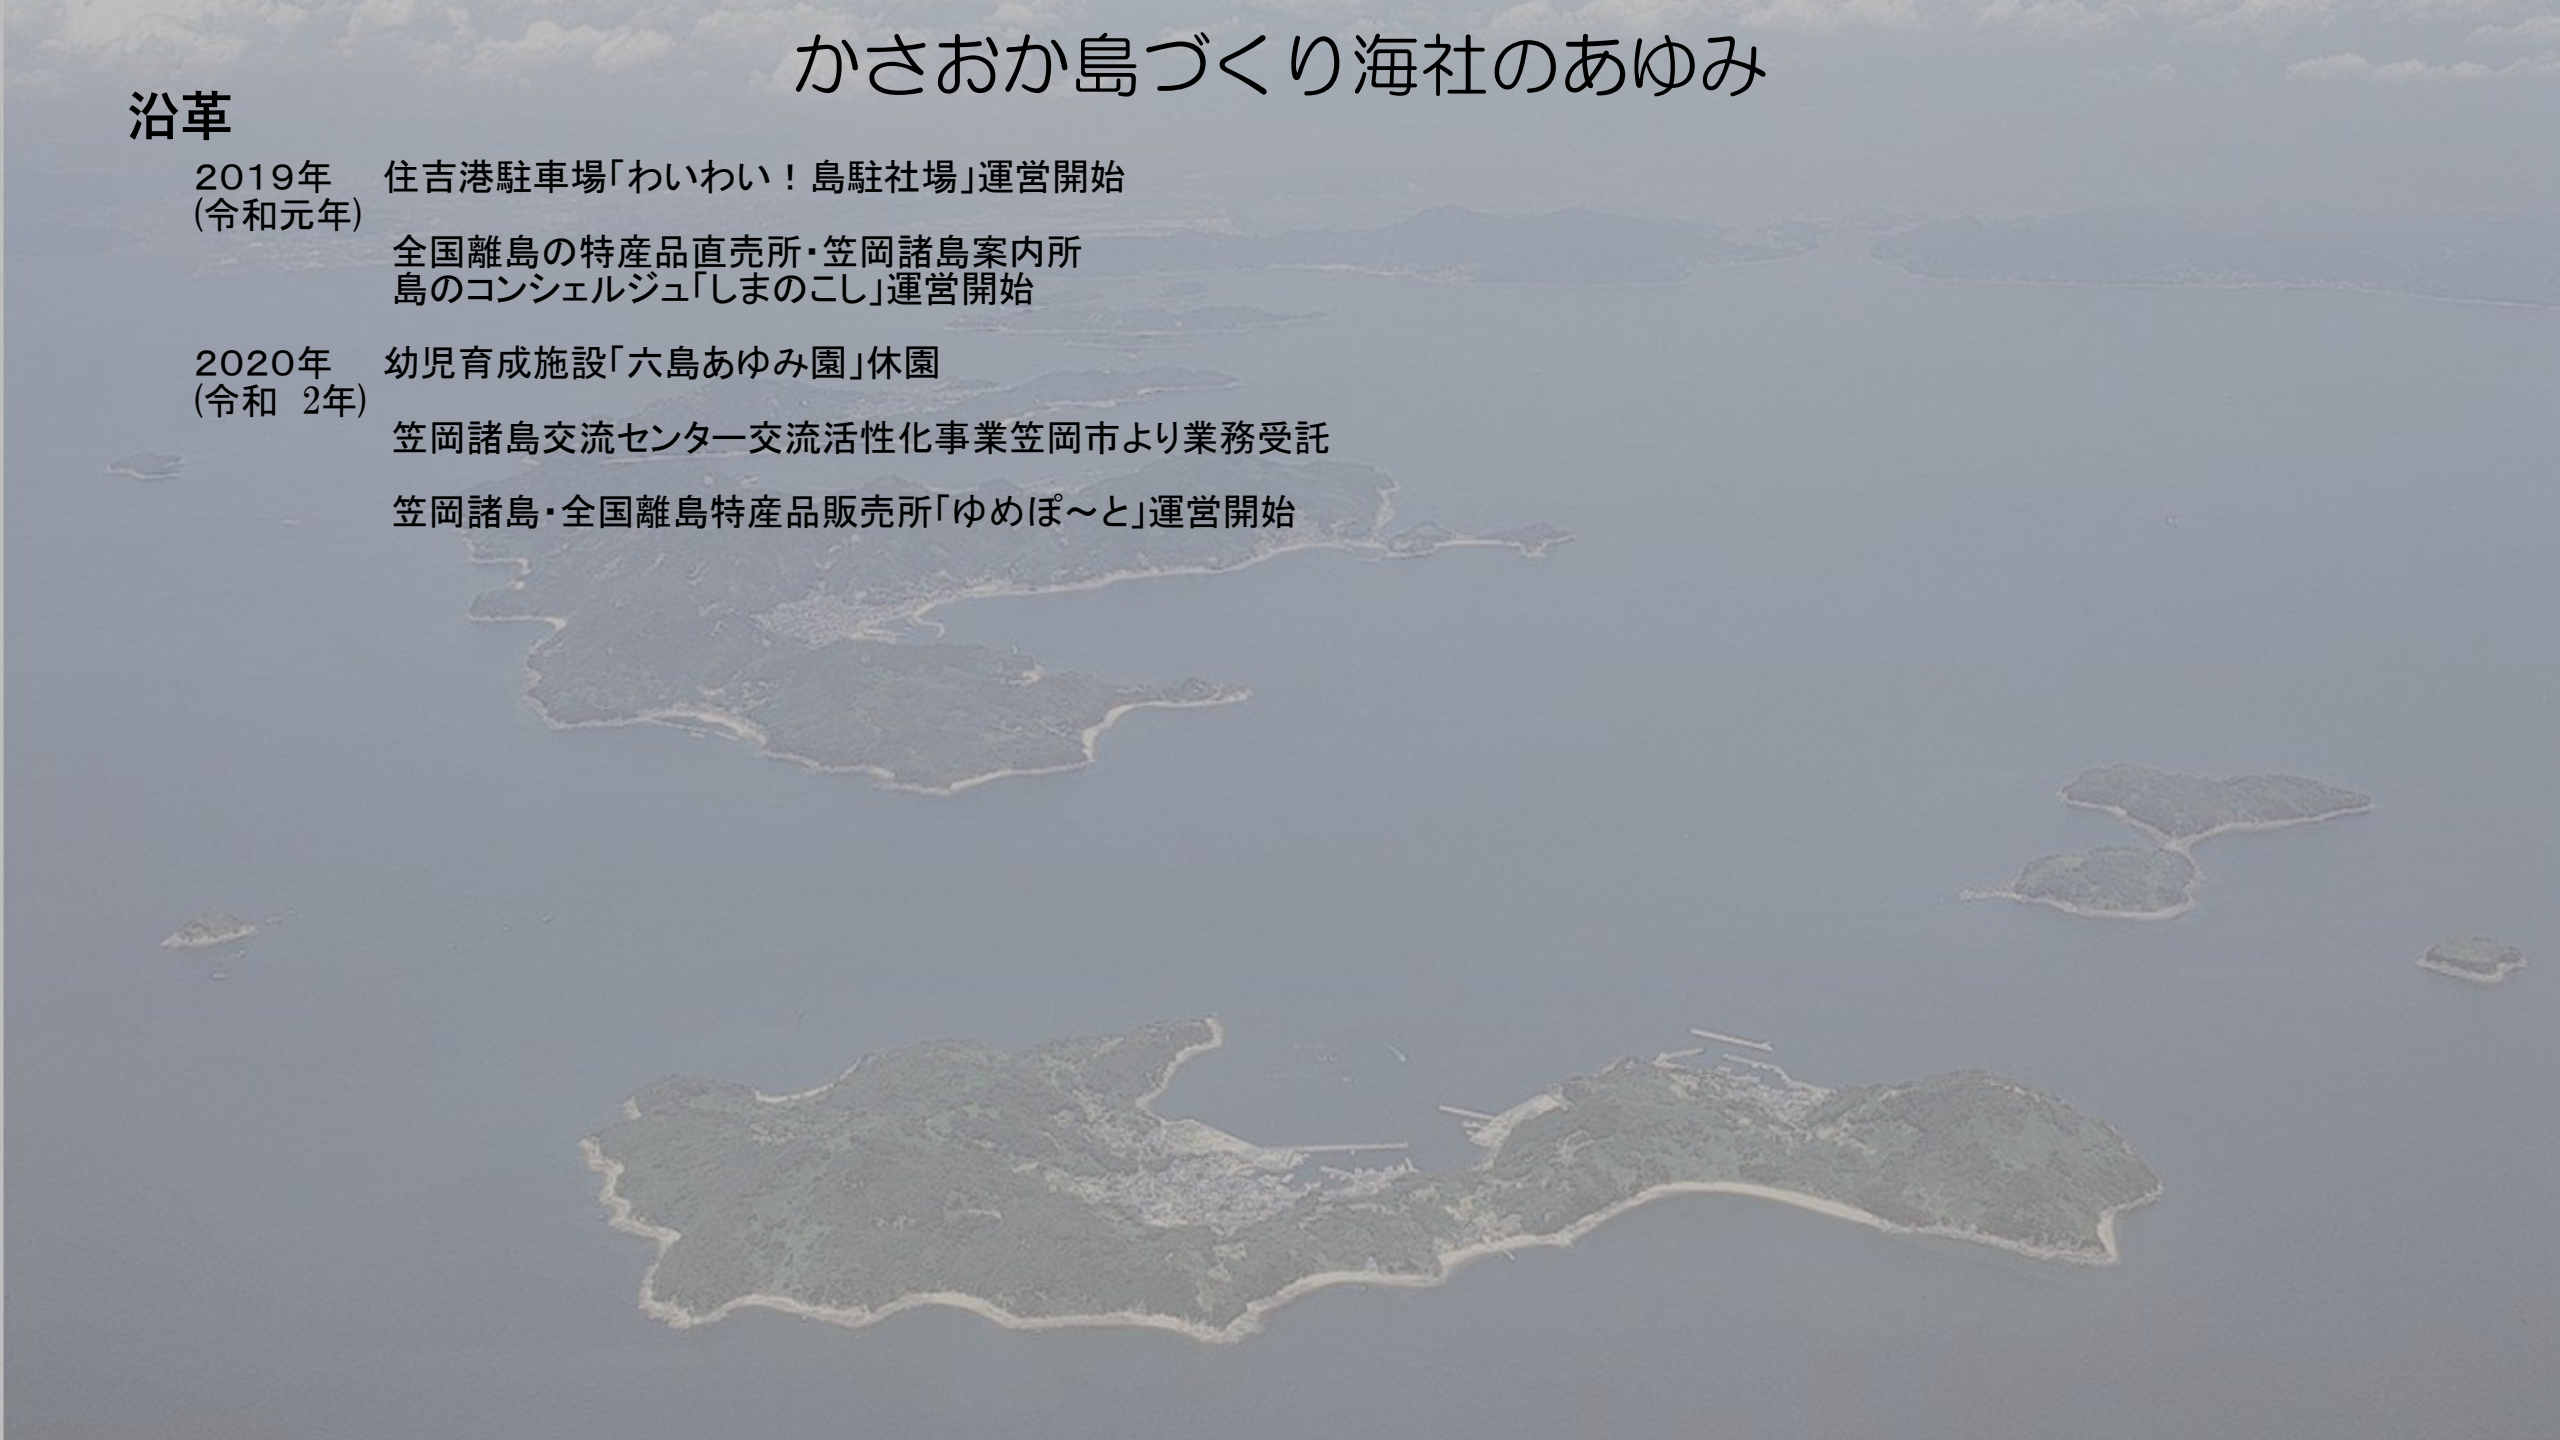 かさおか島づくり海社のあゆみ
沿革
２０１９年　住吉港駐車場「わいわい！島駐社場」運営開始
(令和元年)
全国離島の特産品直売所・笠岡諸島案内所
島のコンシェルジュ「しまのこし」運営開始
２０２０年　幼児育成施設「六島あゆみ園」休園
(令和　2年)
笠岡諸島交流センター交流活性化事業笠岡市より業務受託
笠岡諸島・全国離島特産品販売所「ゆめぽ～と」運営開始